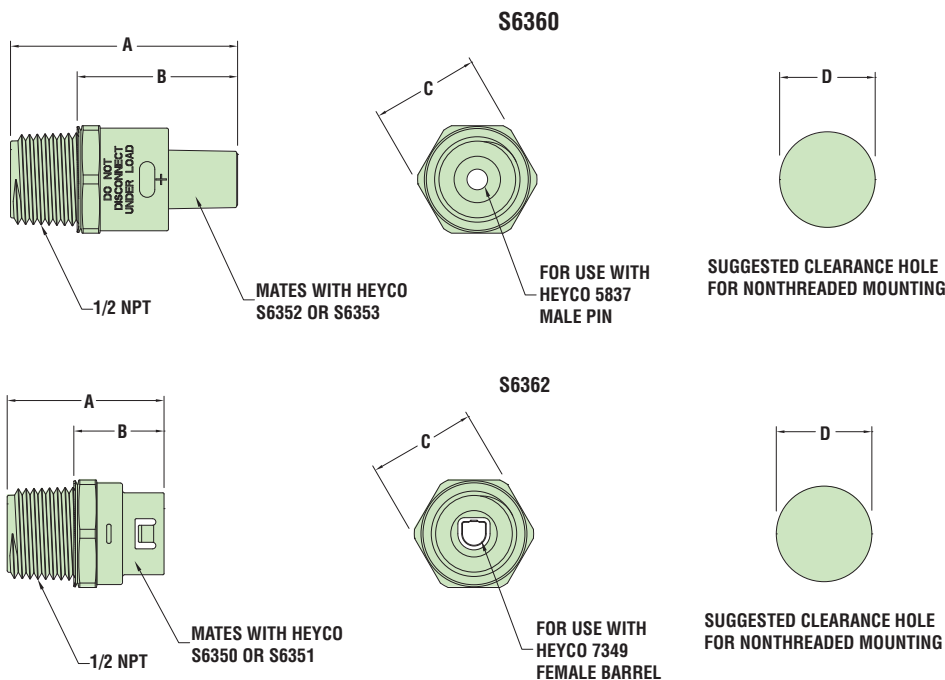 S6360
A
B
C
D
DO NOT
DISCONNECT
UNDER LOAD
+
1/2 NPT
MATES WITH HEYCO
S6352 OR S6353
FOR USE WITH
HEYCO 5837
MALE PIN
SUGGESTED CLEARANCE HOLE
FOR NONTHREADED MOUNTING
S6362
A
B
C
D
1/2 NPT
MATES WITH HEYCO
S6350 OR S6351
FOR USE WITH
HEYCO 7349
FEMALE BARREL
SUGGESTED CLEARANCE HOLE
FOR NONTHREADED MOUNTING